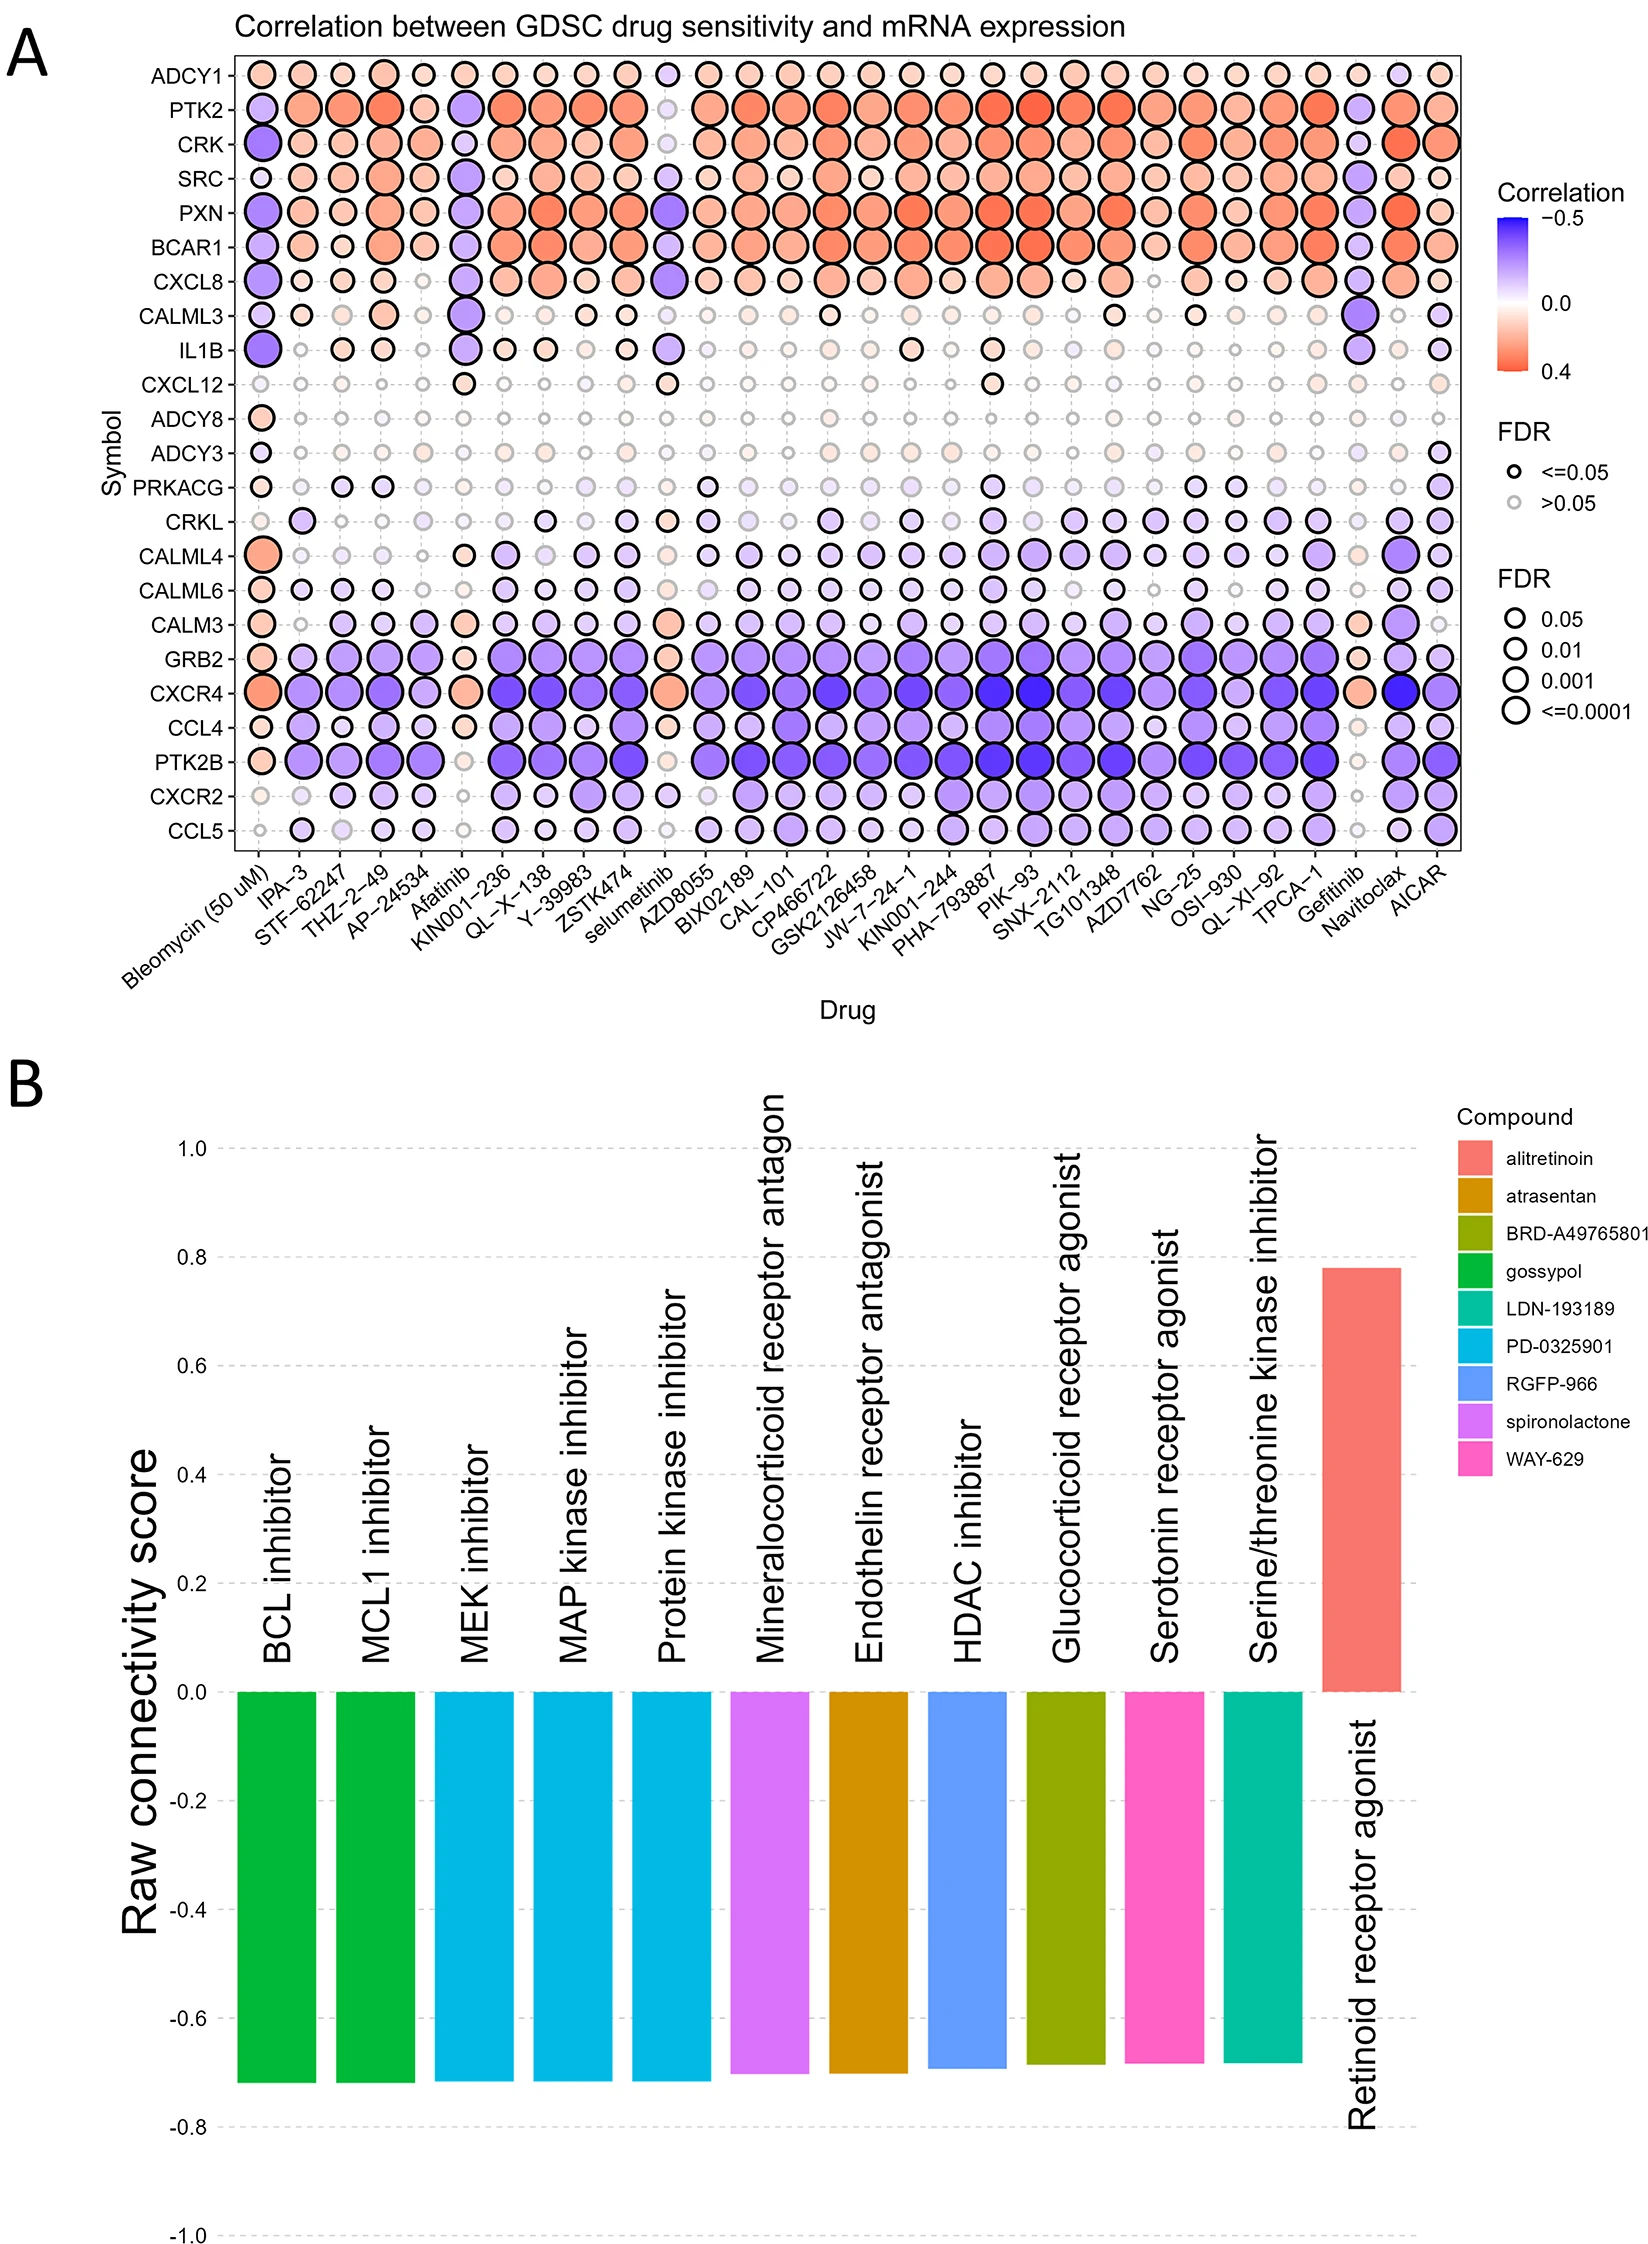 A
Correlation between GDSC drug sensitivity and mRNA expression
Symbol
ADCY1
PTK2
CRK
SRC
PXN
BCAR1
CXCL8
CALML3
IL1B
CXCL12
ADCY8
ADCY3
PRKACG
CRKL
CALML4
CALML6
CALM3
GRB2
CXCR4
CCL4
PTK2B
CXCR2
CCL5
Bleomycin (50 uM)
IPA-3
STF-62247
THZ-2-49
AP-24534
Afatinib
KIN001-236
QL-X-138
Y-39983
ZSTK474
selumetinib
AZD8055
BIX02189
CAL-101
CP466722
GSK2126458
JW-7-24-1
KIN001-244
PHA-793887
PIK-93
SNX-2112
TG101348
AZD7762
NG-25
OSI-930
QL-XI-92
TPCA-1
Gefitinib
Navitoclax
AICAR
Drug
Correlation
−0.5
0.0
0.4
FDR
<=0.05
>0.05
FDR
0.05
0.01
0.001
<=0.0001
B
Raw connectivity score
1.0
0.8
0.6
0.4
0.2
0.0
-0.2
-0.4
-0.6
-0.8
-1.0
BCL inhibitor
MCL1 inhibitor
MEK inhibitor
MAP kinase inhibitor
Protein kinase inhibitor
Mineralocorticoid receptor antagon
Endothelin receptor antagonist
HDAC inhibitor
Glucocorticoid receptor agonist
Serotonin receptor agonist
Serine/threonine kinase inhibitor
Retinoid receptor agonist
Compound
alitretinoin
atrasentan
BRD-A49765801
gossypol
LDN-193189
PD-0325901
RGFP-966
spironolactone
WAY-629